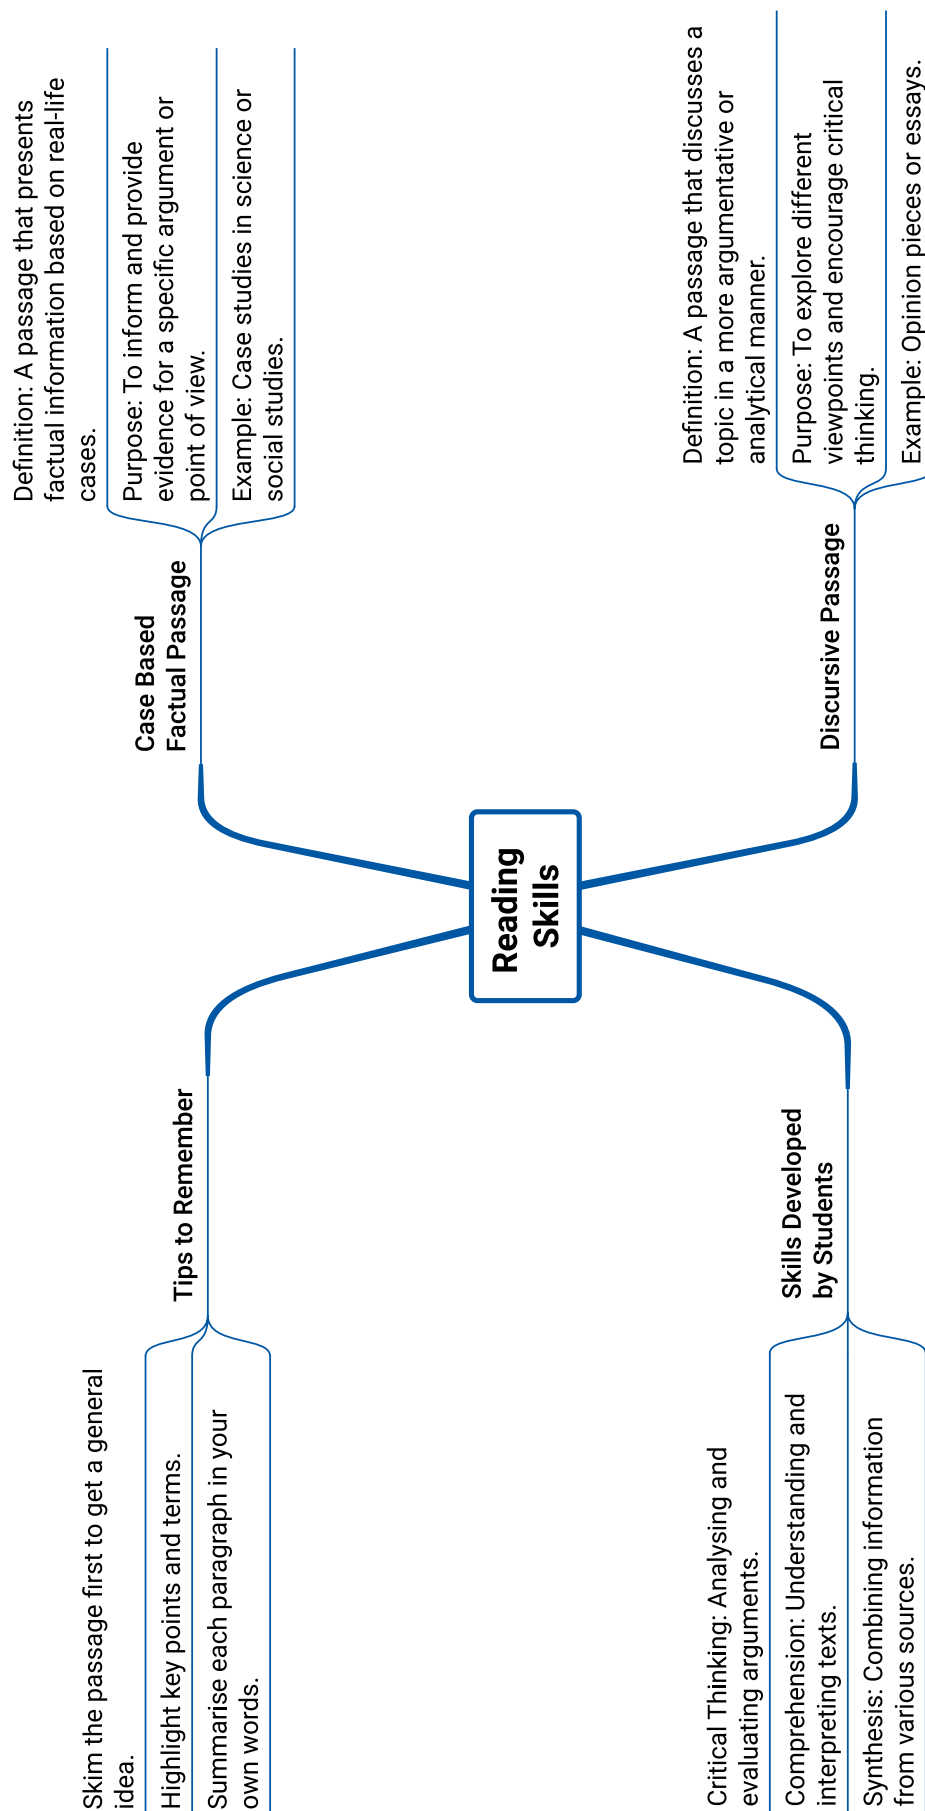 Reading
Skills
Case Based
Factual Passage
Definition: A passage that presents
factual information based on real-life
cases.
Purpose: To inform and provide
evidence for a specific argument or
point of view.
Example: Case studies in science or
social studies.
Discursive Passage
Definition: A passage that discusses a
topic in a more argumentative or
analytical manner.
Purpose: To explore different
viewpoints and encourage critical
thinking.
Example: Opinion pieces or essays.
Tips to Remember
Skim the passage first to get a general
idea.
Highlight key points and terms.
Summarise each paragraph in your
own words.
Skills Developed
by Students
Critical Thinking: Analysing and
evaluating arguments.
Comprehension: Understanding and
interpreting texts.
Synthesis: Combining information
from various sources.